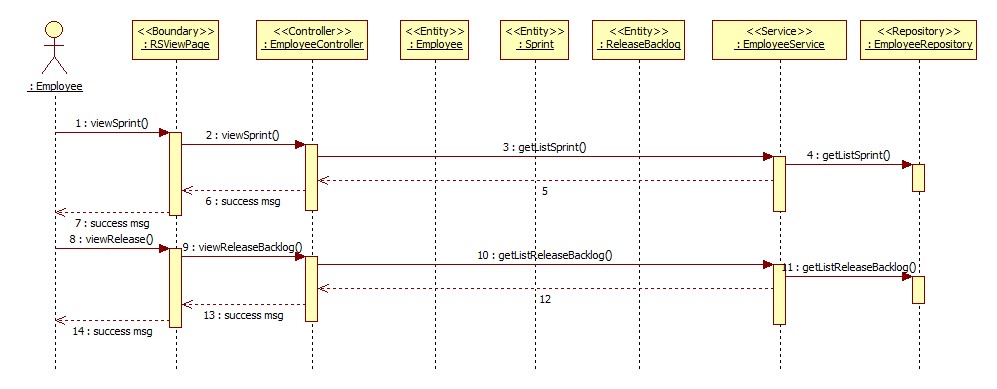 <<Boundary>>
: RSViewPage
<<Controller>>
: EmployeeController
<<Entity>>
: Employee
<<Entity>>
: Sprint
<<Entity>>
: ReleaseBacklog
<<Service>>
: EmployeeService
<<Repository>>
: EmployeeRepository
: Employee
1 : viewSprint()
2 : viewSprint()
3 : getListSprint()
4 : getListSprint()
5
6 : success msg
7 : success msg
8 : viewRelease()
9 : viewReleaseBacklog()
10 : getListReleaseBacklog()
11 : getListReleaseBacklog()
12
13 : success msg
14 : success msg